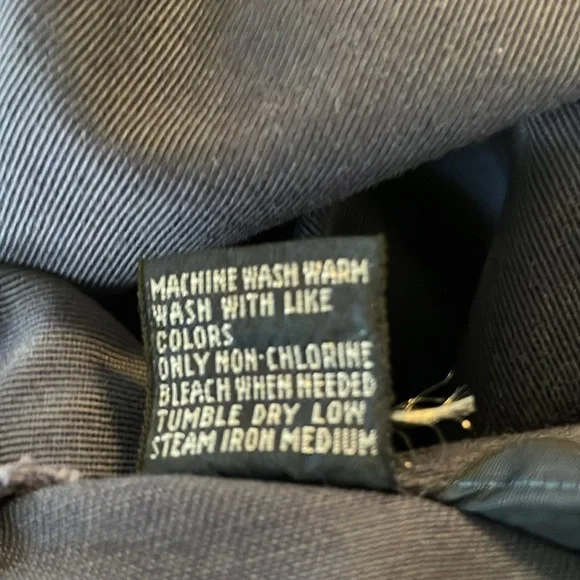 MACHINE WASH WARM
WASH WITH LIKE
COLORS
ONLY NON-CHLORINE
BLEACH WHEN NEEDED
TUMBLE DRY LOW
STEAM IRON MEDIUM